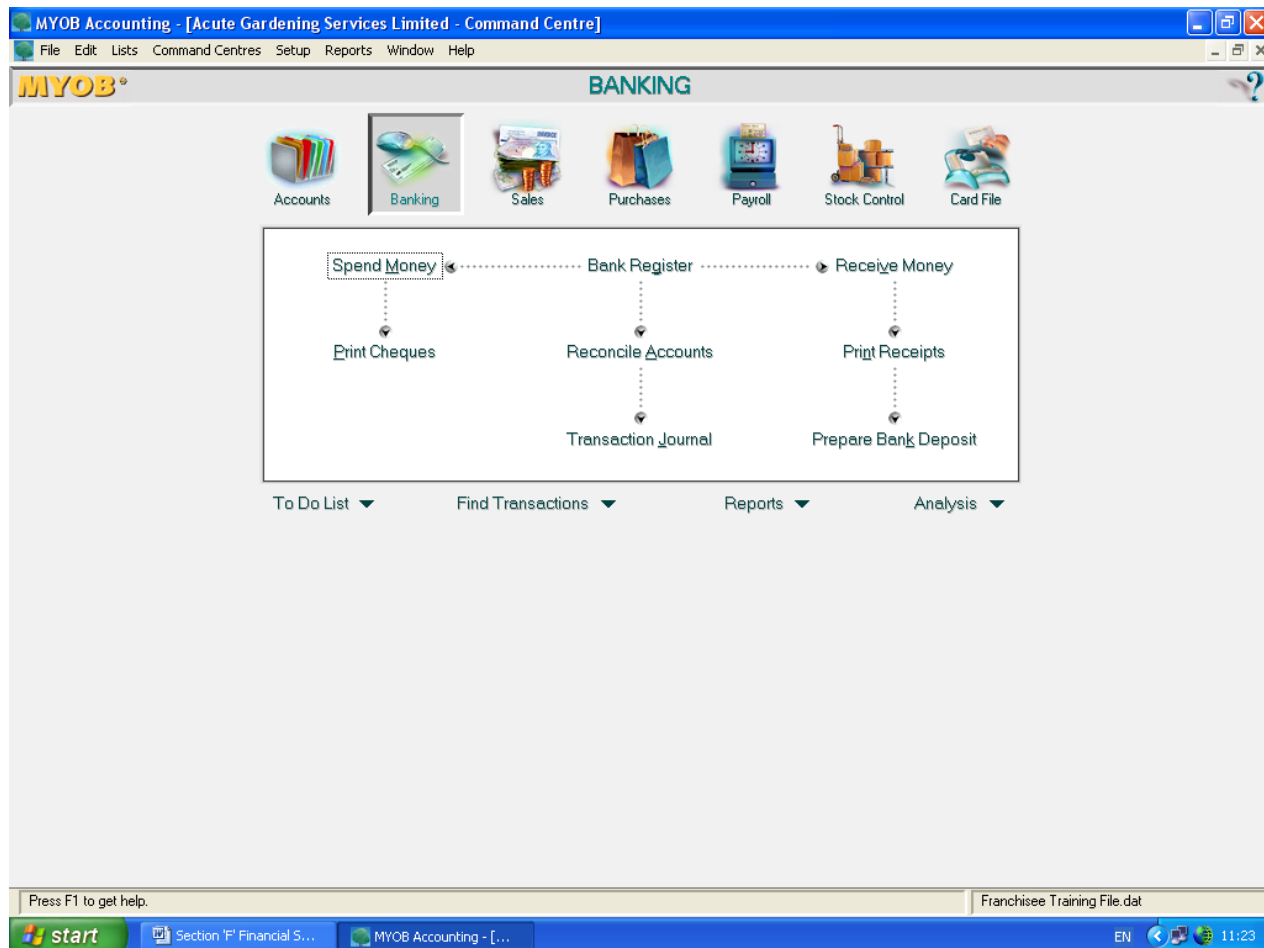 MYOB Accounting - [Acute Gardening Services Limited - Command Centre]
File Edit Lists Command Centres Setup Reports Window Help
MYOB BANKING ?
Accounts Banking Sales Purchases Payroll Stock Control Card File
Spend Money Bank Register Receive Money
Print Cheques Reconcile Accounts Print Receipts
Transaction Journal Prepare Bank Deposit
To Do List Find Transactions Reports Analysis
Press F1 to get help. Franchisee Training File.dat
start Section 'F' Financial S... MYOB Accounting - [... EN 11:23